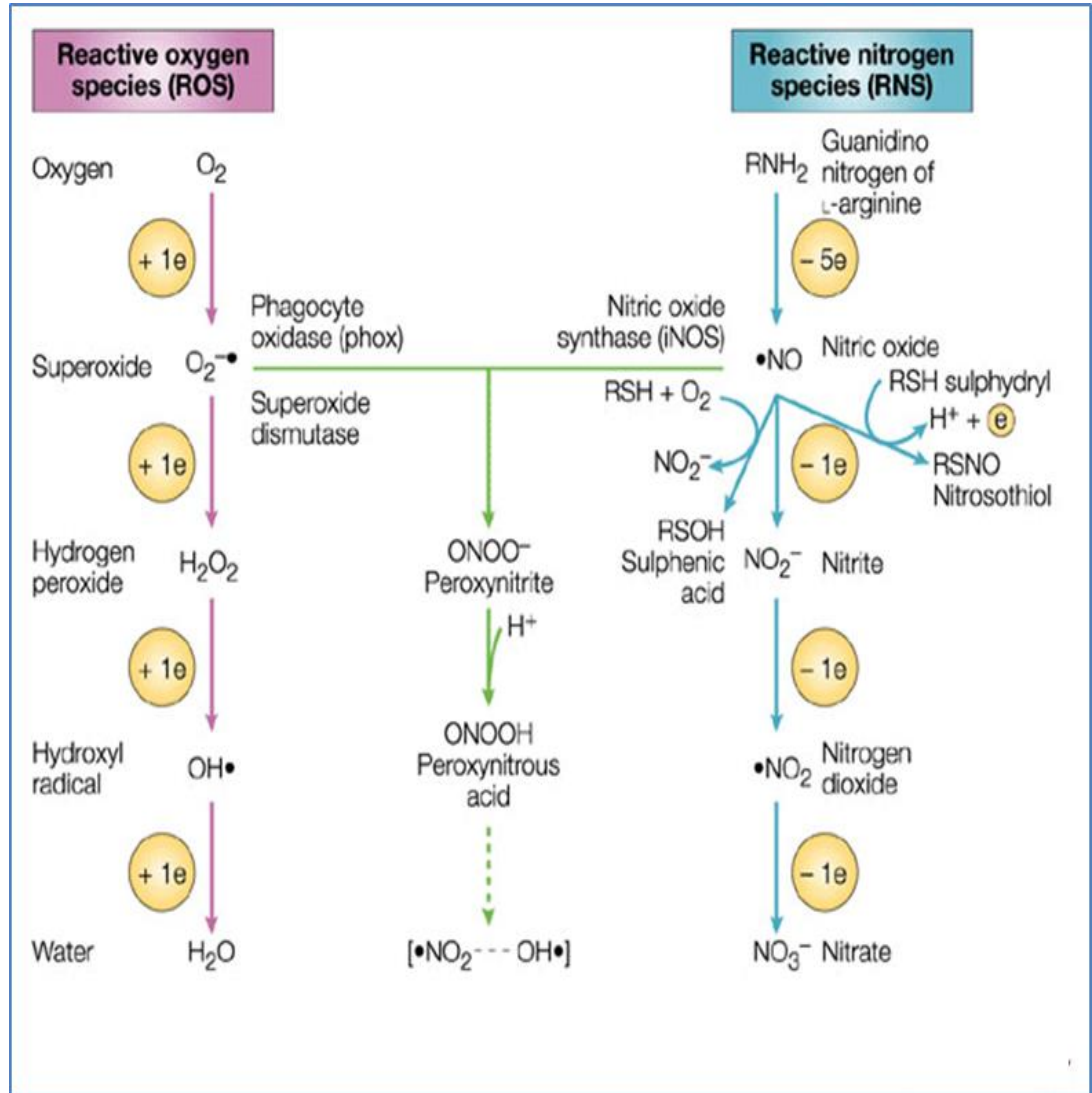 Reactive oxygen
species (ROS)
Reactive nitrogen
species (RNS)
Oxygen O₂
RNH₂ Guanidino
nitrogen of
L-arginine
+ 1e
– 5e
Phagocyte
oxidase (phox)
Nitric oxide
synthase (iNOS)
Superoxide O₂⁻•
•NO Nitric oxide
Superoxide
dismutase
RSH + O₂
RSH sulphydryl
H⁺ + e
+ 1e
NO₂⁻
– 1e
RSNO
Nitrosothiol
RSOH
Sulphenic
acid
Hydrogen
peroxide H₂O₂
ONOO⁻
Peroxynitrite
NO₂⁻ Nitrite
H⁺
+ 1e
– 1e
Hydroxyl
radical OH•
ONOOH
Peroxynitrous
acid
•NO₂ Nitrogen
dioxide
+ 1e
– 1e
Water H₂O
[•NO₂---OH•]
NO₃⁻ Nitrate